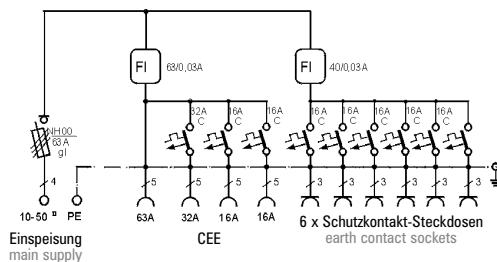 FI 63/0,03A FI 40/0,03A
32A 16A 16A 16A 16A 16A 16A 16A 16A
C C C C C C C C C
NH00
63A
gl
4 5 5 5 5 3 3 3 3 3 3
10-50 ¤ PE 63A 32A 16A 16A
Einspeisung CEE 6 x Schutzkontakt-Steckdosen
main supply earth contact sockets